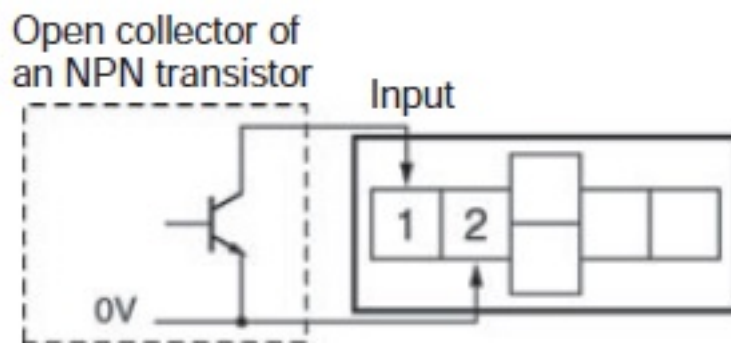 Open collector of
an NPN transistor
Input
1 2
0V